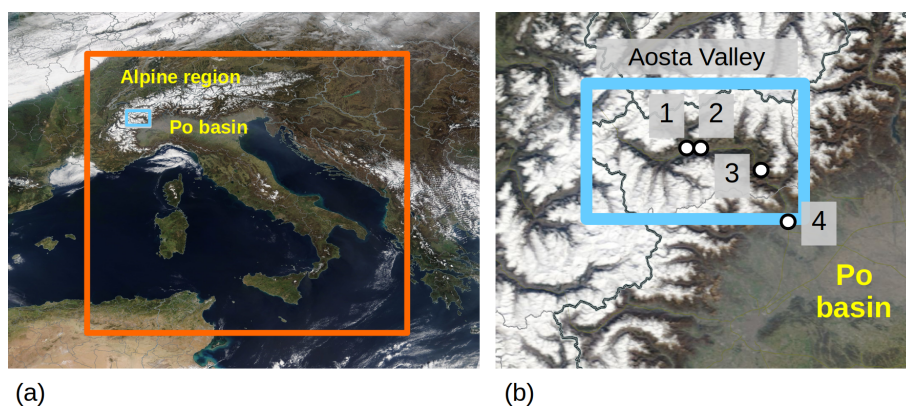 Alpine region
Po basin
(a)
Aosta Valley
1
2
3
4
Po
basin
(b)